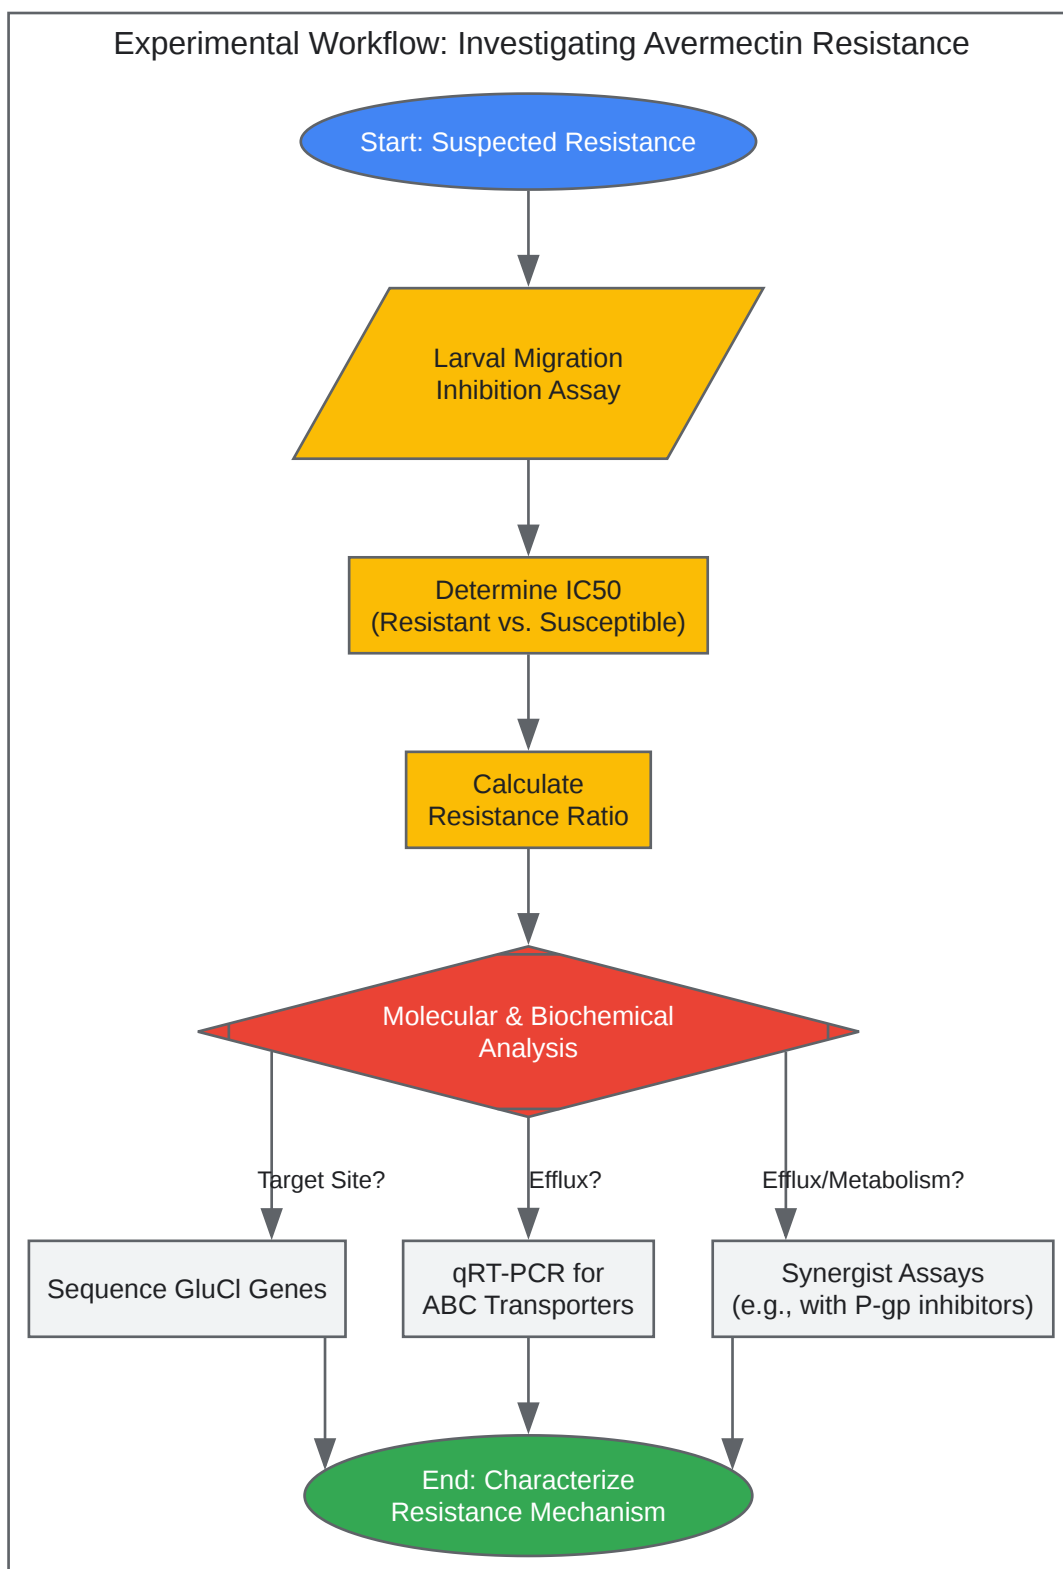 Experimental Workflow: Investigating Avermectin Resistance
Start: Suspected Resistance
Larval Migration
Inhibition Assay
Determine IC50
(Resistant vs. Susceptible)
Calculate
Resistance Ratio
Molecular & Biochemical
Analysis
Target Site?
Efflux?
Efflux/Metabolism?
Sequence GluCl Genes
qRT-PCR for
ABC Transporters
Synergist Assays
(e.g., with P-gp inhibitors)
End: Characterize
Resistance Mechanism